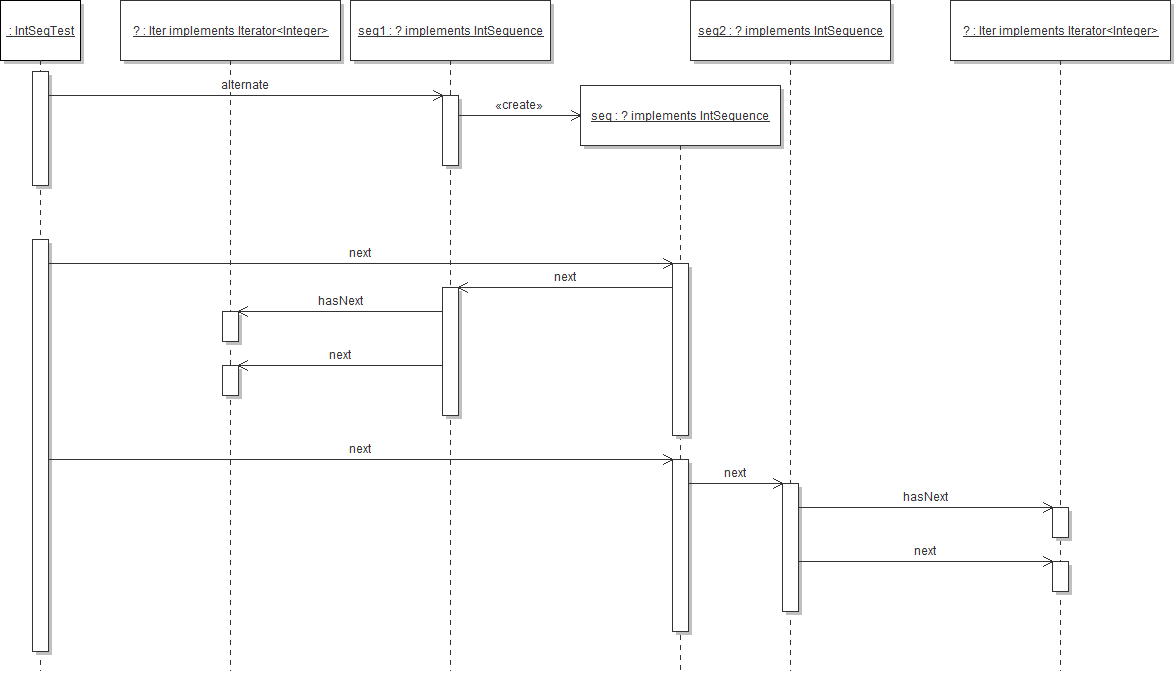 : IntSeqTest
? : Iter implements Iterator<Integer>
seq1 : ? implements IntSequence
seq2 : ? implements IntSequence
? : Iter implements Iterator<Integer>
alternate
«create»
seq : ? implements IntSequence
next
next
hasNext
next
next
next
hasNext
next